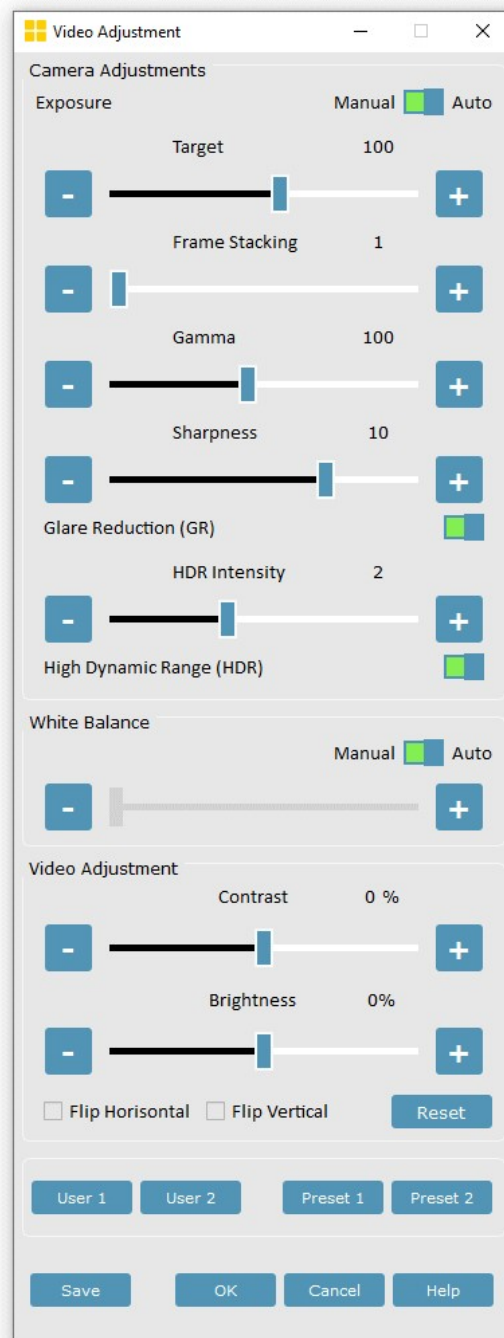 Video Adjustment
Camera Adjustments
Exposure Manual Auto
Target 100
- +
Frame Stacking 1
- +
Gamma 100
- +
Sharpness 10
- +
Glare Reduction (GR)
HDR Intensity 2
- +
High Dynamic Range (HDR)
White Balance
Manual Auto
- +
Video Adjustment
Contrast 0 %
- +
Brightness 0%
- +
Flip Horisontal Flip Vertical Reset
User 1 User 2 Preset 1 Preset 2
Save OK Cancel Help